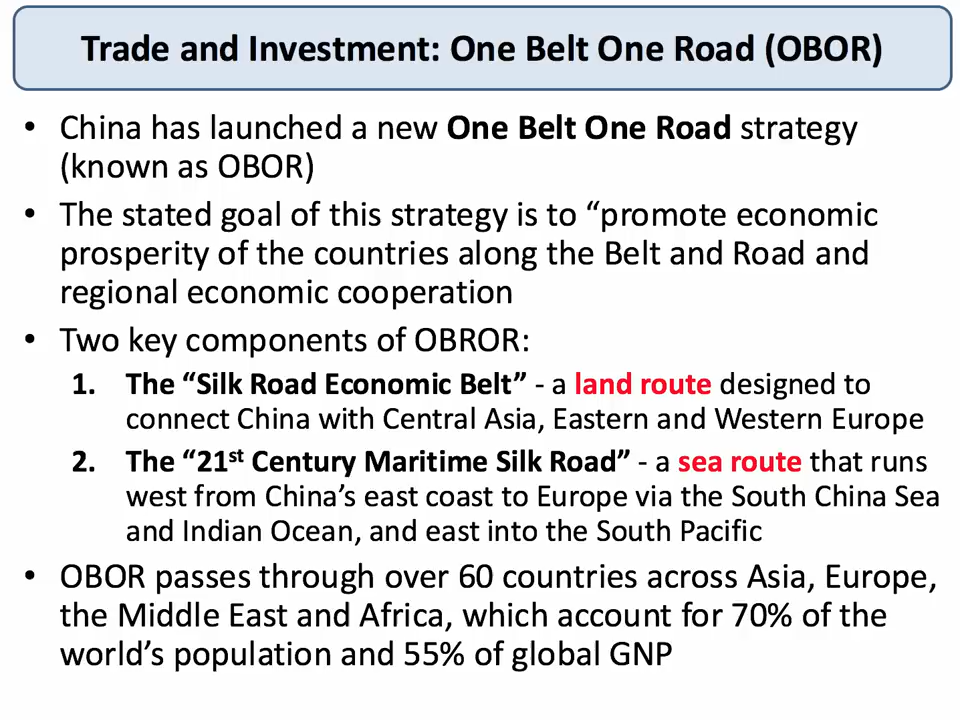 Trade and Investment: One Belt One Road (OBOR)
• China has launched a new One Belt One Road strategy
(known as OBOR)
• The stated goal of this strategy is to “promote economic
prosperity of the countries along the Belt and Road and
regional economic cooperation
• Two key components of OBROR:
1. The “Silk Road Economic Belt” - a land route designed to
connect China with Central Asia, Eastern and Western Europe
2. The “21st Century Maritime Silk Road” - a sea route that runs
west from China’s east coast to Europe via the South China Sea
and Indian Ocean, and east into the South Pacific
• OBOR passes through over 60 countries across Asia, Europe,
the Middle East and Africa, which account for 70% of the
world’s population and 55% of global GNP